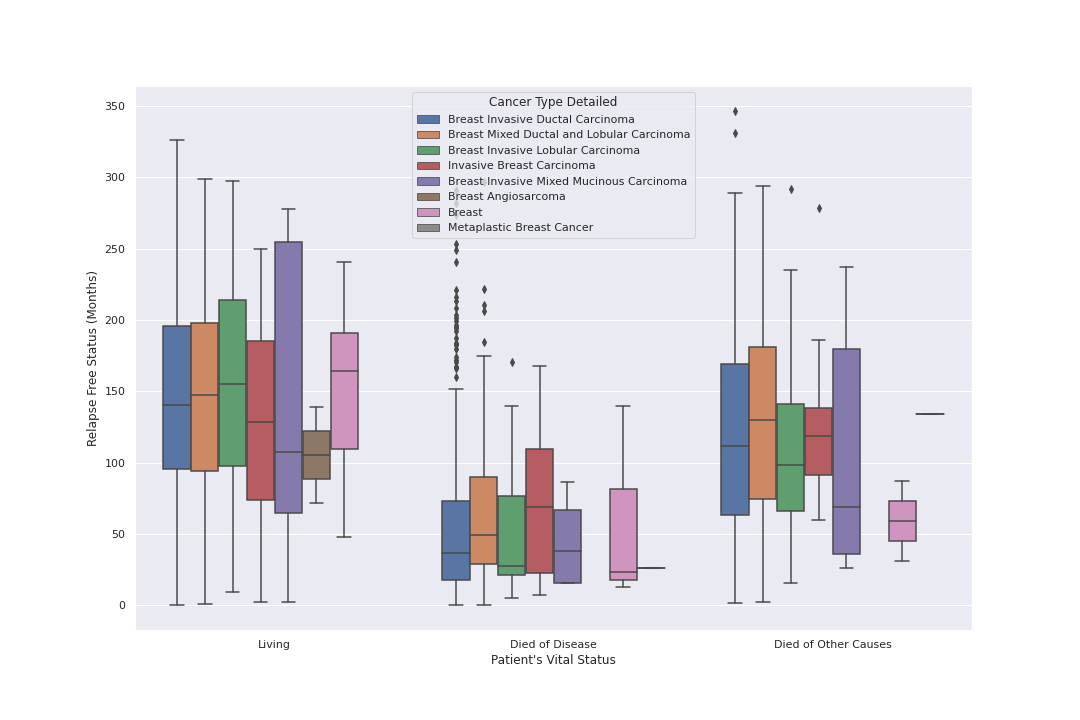 Cancer Type Detailed
Breast Invasive Ductal Carcinoma
Breast Mixed Ductal and Lobular Carcinoma
Breast Invasive Lobular Carcinoma
Invasive Breast Carcinoma
Breast Invasive Mixed Mucinous Carcinoma
Breast Angiosarcoma
Breast
Metaplastic Breast Cancer
Relapse Free Status (Months)
350
300
250
200
150
100
50
0
Living
Died of Disease
Died of Other Causes
Patient's Vital Status